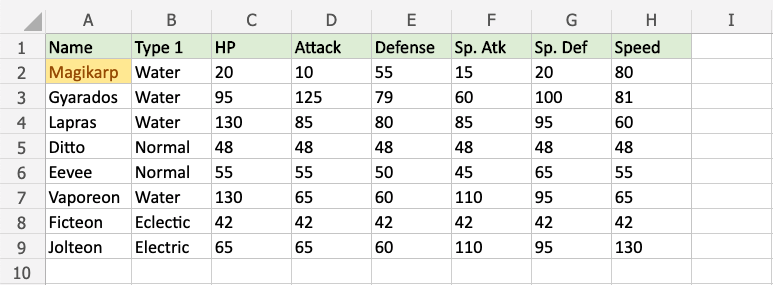 A B C D E F G H I
1 Name Type 1 HP Attack Defense Sp. Atk Sp. Def Speed
2 Magikarp Water 20 10 55 15 20 80
3 Gyarados Water 95 125 79 60 100 81
4 Lapras Water 130 85 80 85 95 60
5 Ditto Normal 48 48 48 48 48 48
6 Eevee Normal 55 55 50 45 65 55
7 Vaporeon Water 130 65 60 110 95 65
8 Ficteon Eclectic 42 42 42 42 42 42
9 Jolteon Electric 65 65 60 110 95 130
10